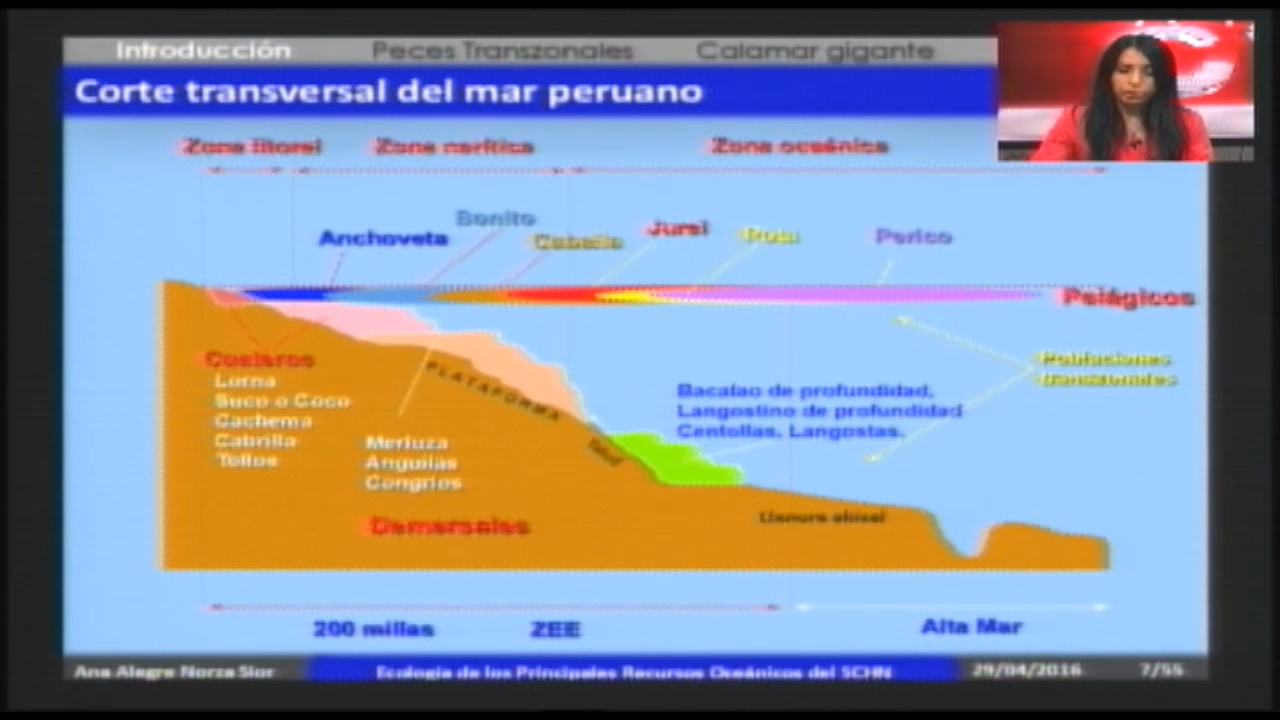 Introducción Peces Transzonales Calamar gigante
Corte transversal del mar peruano
Zona litoral Zona nerítica Zona oceánica
Bonito
Anchoveta Caballa Jurel Pota Perico
Pelágicos
Costeros
Lorna
Suco o Coco
Cachema
Cabrilla
Tollos
PLATAFORMA
Talud
Merluza
Anguilas
Congrios
Demersales
Poblaciones
transzonales
Bacalao de profundidad,
Langostino de profundidad
Centollas, Langostas.
Llanura abisal
200 millas ZEE Alta Mar
Ana Alegre Norza Sior Ecología de los Principales Recursos Oceánicos del SCHN 29/04/2016 7/55